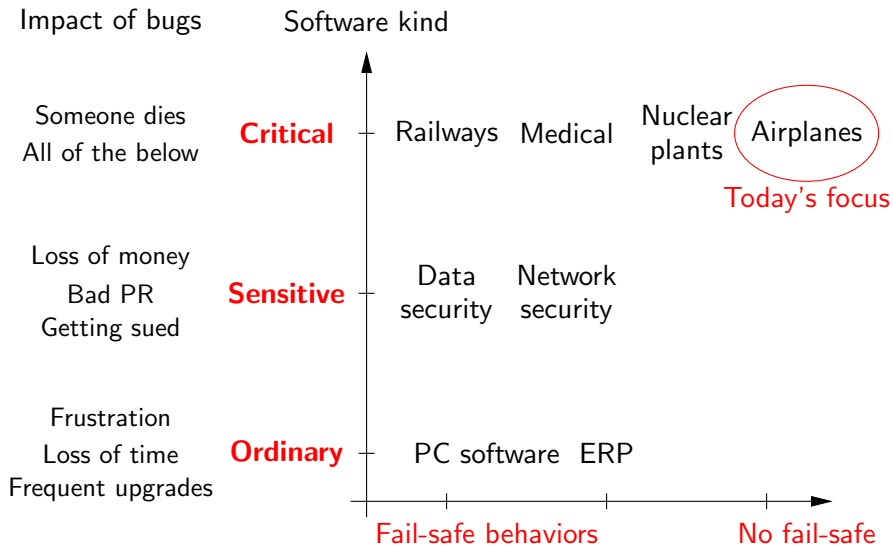 Impact of bugs Software kind
Someone dies
All of the below
Critical
Railways Medical
Nuclear
plants
Airplanes
Today's focus
Loss of money
Bad PR
Getting sued
Sensitive
Data
security
Network
security
Frustration
Loss of time
Frequent upgrades
Ordinary
PC software ERP
Fail-safe behaviors No fail-safe